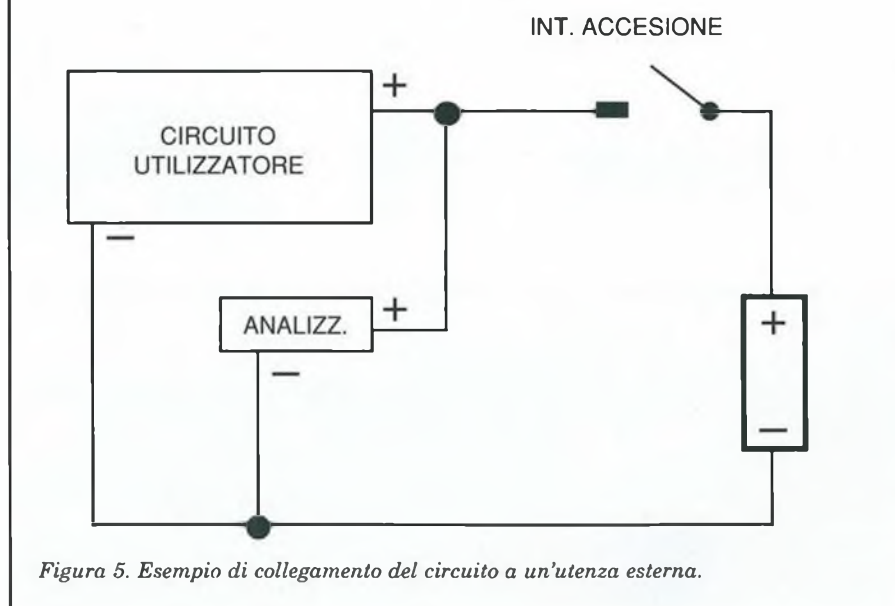 INT. ACCESIONE
+
CIRCUITO
UTILIZZATORE
−
+
ANALIZZ.
−
+
−
Figura 5. Esempio di collegamento del circuito a un'utenza esterna.